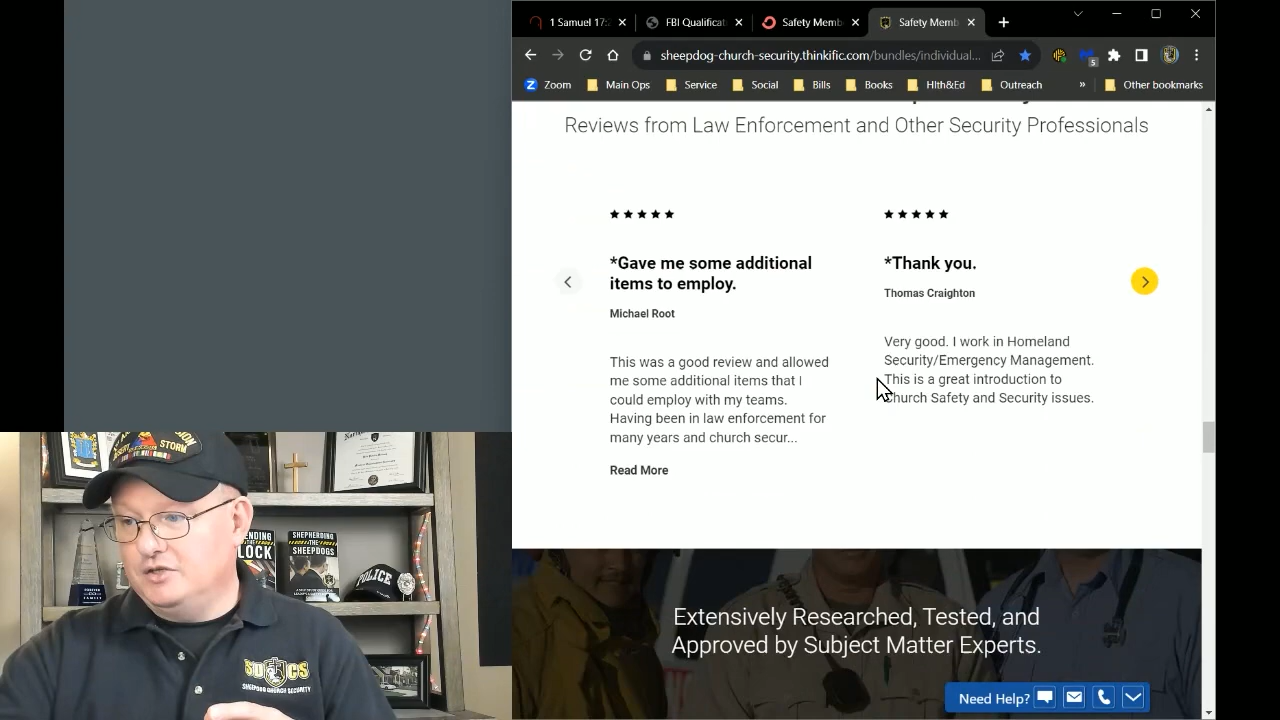 1 Samuel 17:
FBI Qualificat
Safety Memb
Safety Memb
sheepdog-church-security.thinkific.com/bundles/individual...
5
Zoom
Main Ops
Service
Social
Bills
Books
Hlth&Ed
Outreach
»
Other bookmarks
Reviews from Law Enforcement and Other Security Professionals
*Gave me some additional
items to employ.
Michael Root
This was a good review and allowed
me some additional items that I
could employ with my teams.
Having been in law enforcement for
many years and church secur...
Read More
*Thank you.
Thomas Craighton
Very good. I work in Homeland
Security/Emergency Management.
This is a great introduction to
Church Safety and Security issues.
Extensively Researched, Tested, and
Approved by Subject Matter Experts.
Need Help?
STORM
ENDING
LOCK
SHEPHERDING
THE
SHEEPDOGS
POLICE
SDCS
SHEEPDOG CHURCH SECURITY